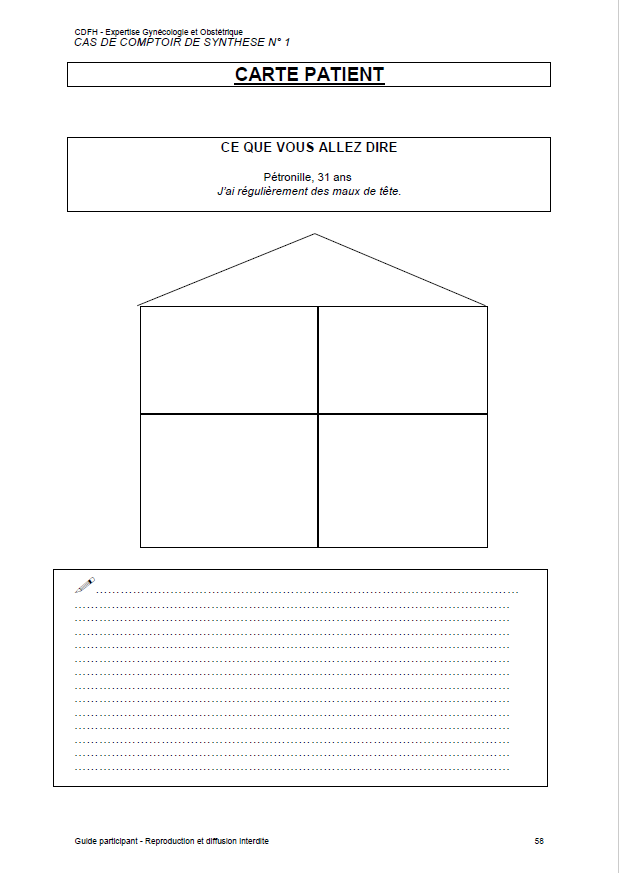 CDFH - Expertise Gynécologie et Obstétrique
CAS DE COMPTOIR DE SYNTHESE N° 1
CARTE PATIENT
CE QUE VOUS ALLEZ DIRE
Pétronille, 31 ans
J'ai régulièrement des maux de tête.
Guide participant - Reproduction et diffusion interdite
58